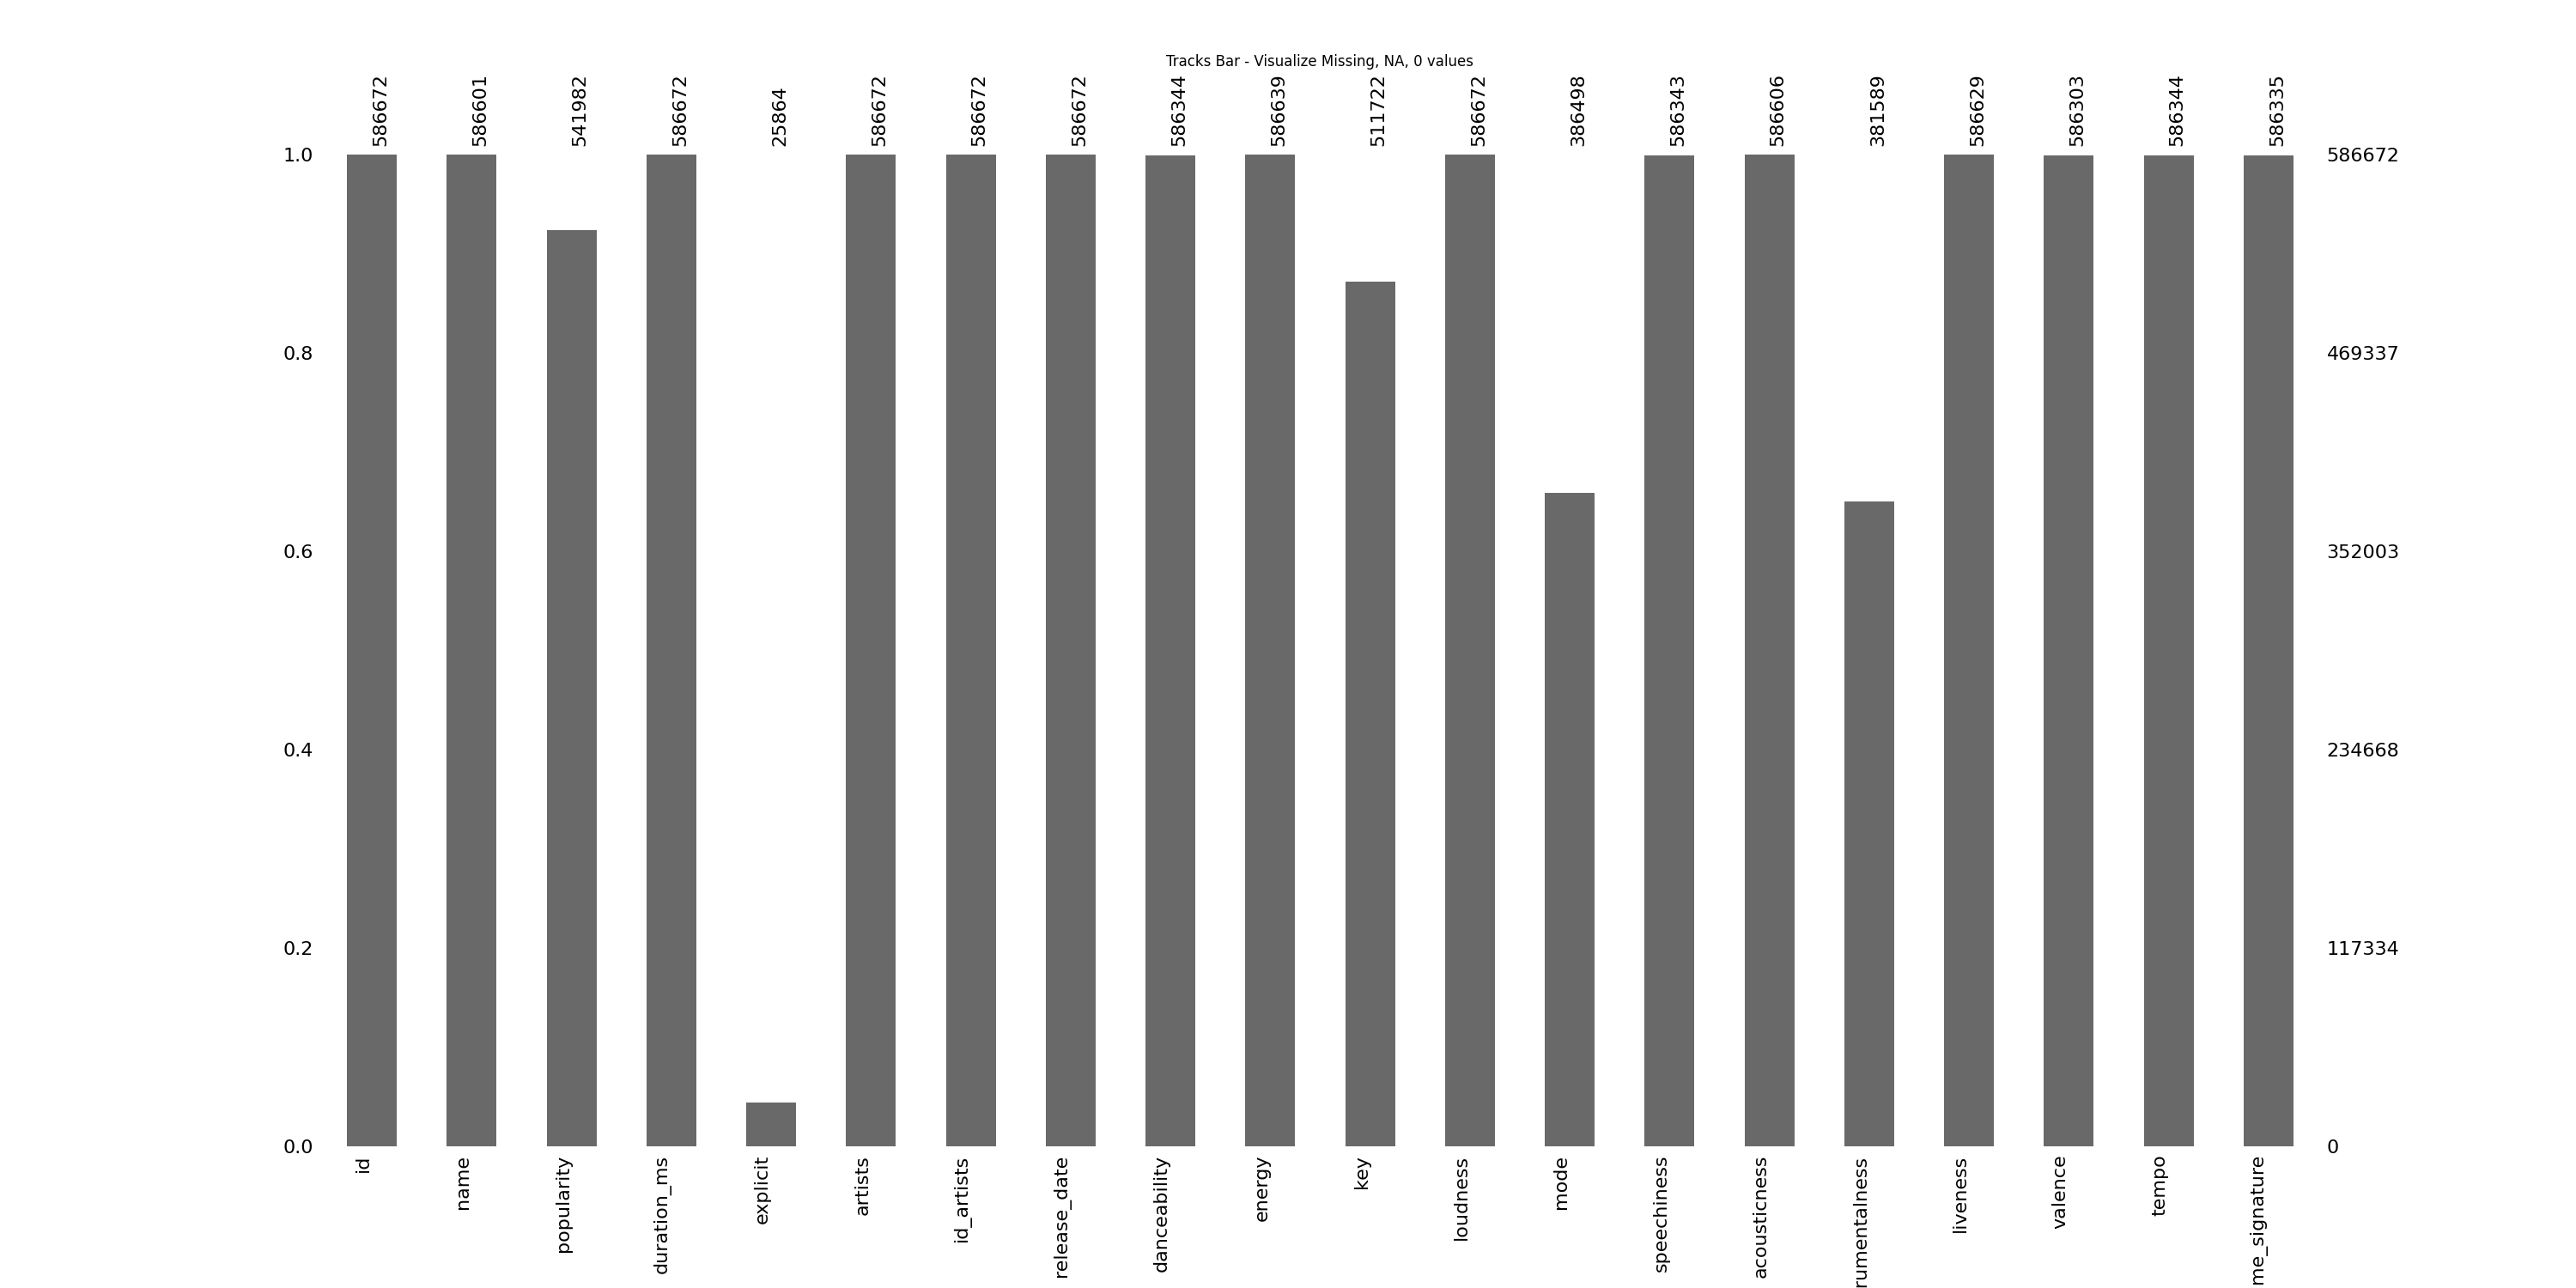 Tracks Bar - Visualize Missing, NA, 0 values
586672
586601
541982
586672
25864
586672
586672
586672
586344
586639
511722
586672
386498
586343
586606
381589
586629
586303
586344
586335
1.0
586672
0.8
469337
0.6
352003
0.4
234668
0.2
117334
0.0
0
id
name
popularity
duration_ms
explicit
artists
id_artists
release_date
danceability
energy
key
loudness
mode
speechiness
acousticness
rumentalness
liveness
valence
tempo
me_signature